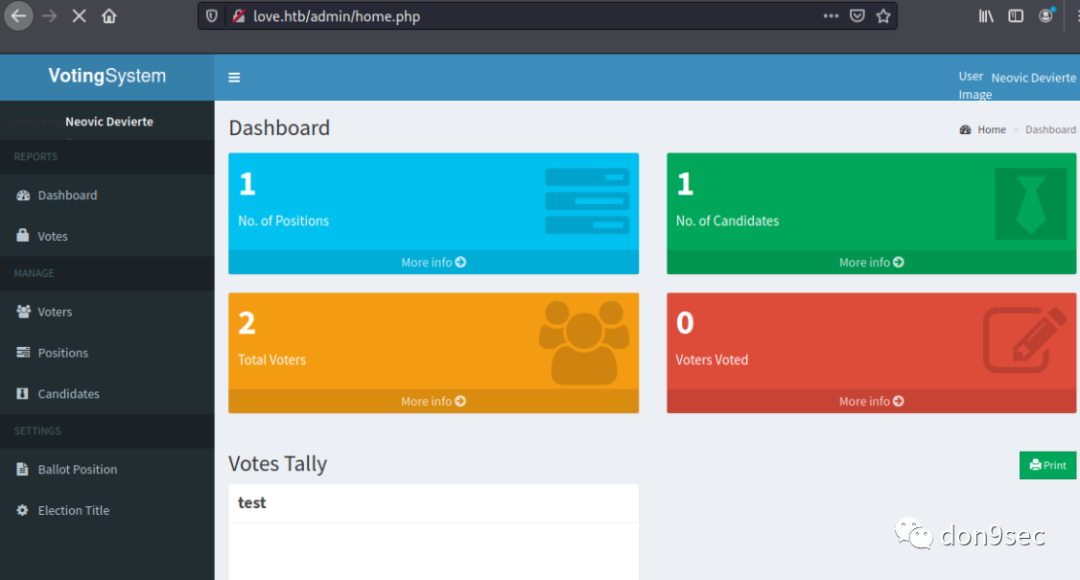 love.htb/admin/home.php
VotingSystem
User Image
Neovic Devierte
Neovic Devierte
REPORTS
Dashboard
Votes
MANAGE
Voters
Positions
Candidates
SETTINGS
Ballot Position
Election Title
Dashboard
Home > Dashboard
1
No. of Positions
More info
1
No. of Candidates
More info
2
Total Voters
More info
0
Voters Voted
More info
Votes Tally
Print
test
don9sec